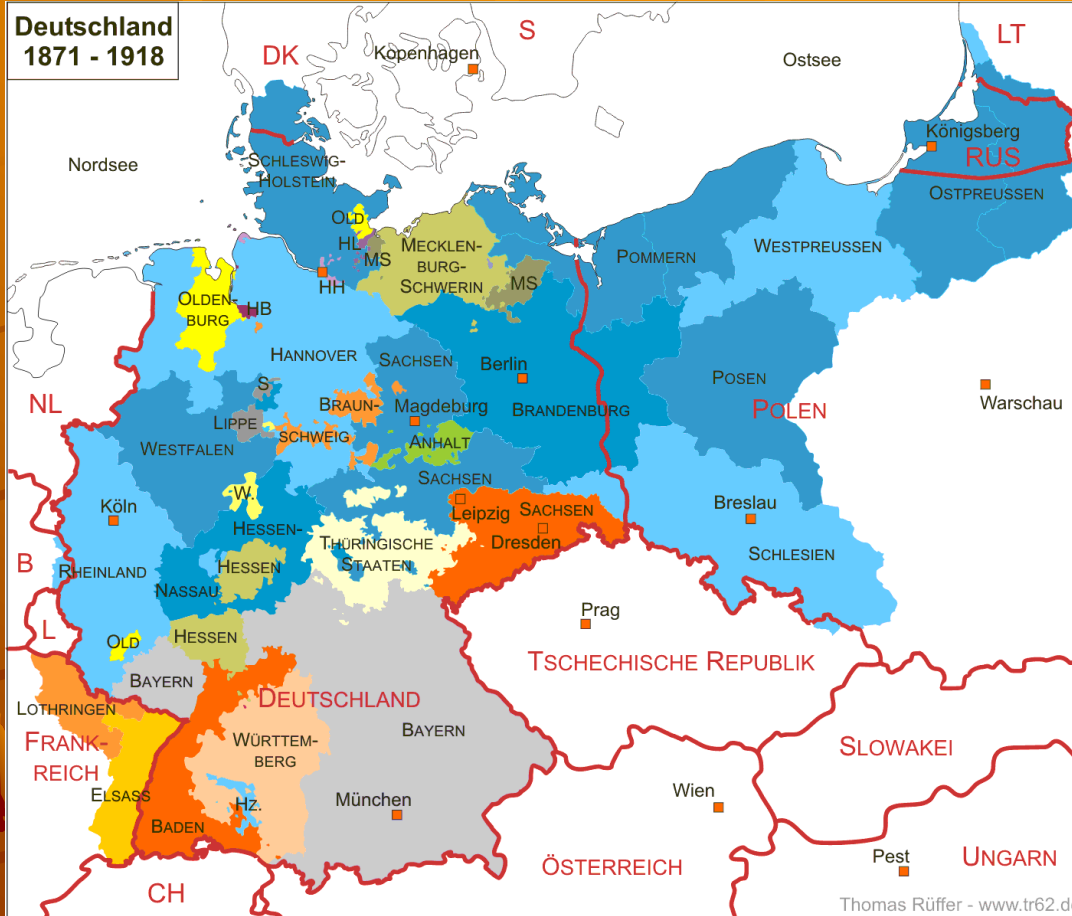 Deutschland
1871 - 1918
DK
Kopenhagen
S
Ostsee
LT
Nordsee
Königsberg
RUS
SCHLESWIG-
HOLSTEIN
OSTPREUSSEN
OLD
HL
MS
MECKLEN-
BURG-
SCHWERIN
MS
POMMERN
WESTPREUSSEN
HH
OLDEN-
BURG
HB
HANNOVER
SACHSEN
Berlin
POSEN
S
NL
BRAUN-
Magdeburg
BRANDENBURG
POLEN
Warschau
LIPPE
SCHWEIG
ANHALT
WESTFALEN
SACHSEN
W.
Köln
Leipzig
SACHSEN
Breslau
HESSEN-
THÜRINGISCHE
STAATEN
Dresden
SCHLESIEN
B
RHEINLAND
HESSEN
NASSAU
Prag
L
OLD
HESSEN
TSCHECHISCHE REPUBLIK
BAYERN
DEUTSCHLAND
LOTHRINGEN
FRANK-
REICH
WÜRTTEM-
BERG
BAYERN
SLOWAKEI
ELSASS
Hz.
München
Wien
BADEN
CH
ÖSTERREICH
Pest
UNGARN
Thomas Rüffer - www.tr62.de